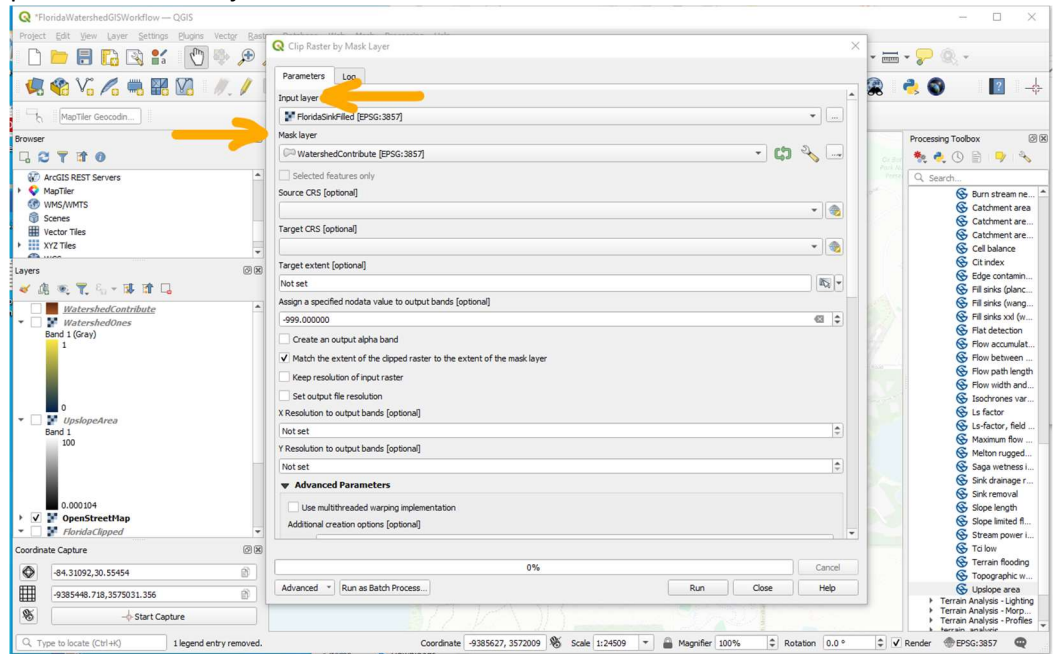 *FloridaWatershedGISWorkflow — QGIS
Project Edit View Layer Settings Plugins Vector
Clip Raster by Mask Layer
Parameters Log
Input layer
FloridaSinkFilled [EPSG:3857]
Mask layer
WatershedContribute [EPSG:3857]
Selected features only
Source CRS [optional]
Target CRS [optional]
Target extent [optional]
Not set
Assign a specified nodata value to output bands [optional]
-999.000000
Create an output alpha band
Match the extent of the clipped raster to the extent of the mask layer
Keep resolution of input raster
Set output file resolution
X Resolution to output bands [optional]
Not set
Y Resolution to output bands [optional]
Not set
Advanced Parameters
Use multithreaded warping implementation
Additional creation options [optional]
0%
Cancel
Advanced Run as Batch Process... Run Close Help
MapTiler Geocodin...
Browser
ArcGIS REST Servers
MapTiler
WMS/WMTS
Scenes
Vector Tiles
XYZ Tiles
Layers
WatershedContribute
WatershedOnes
Band 1 (Gray)
1
0
UpslopeArea
Band 1
100
0.000104
OpenStreetMap
FloridaClipped
Coordinate Capture
-84.31092,30.55454
-9385448.718,3575031.356
Start Capture
Processing Toolbox
Search...
Burn stream ne...
Catchment area
Catchment are...
Catchment are...
Cell balance
Cit index
Edge contamin...
Fill sinks (planc...
Fill sinks (wang...
Fill sinks xxl (w...
Flat detection
Flow accumulat...
Flow between ...
Flow path length
Flow width and...
Isochrones var...
Ls factor
Ls-factor, field ...
Maximum flow ...
Melton rugged...
Saga wetness i...
Sink drainage r...
Sink removal
Slope length
Slope limited fl...
Stream power i...
Tci low
Terrain flooding
Topographic w...
Upslope area
Terrain Analysis - Lighting
Terrain Analysis - Morp...
Terrain Analysis - Profiles
Type to locate (Ctrl+K) 1 legend entry removed. Coordinate -9385627, 3572009 Scale 1:24509 Magnifier 100% Rotation 0.0 ° Render EPSG:3857